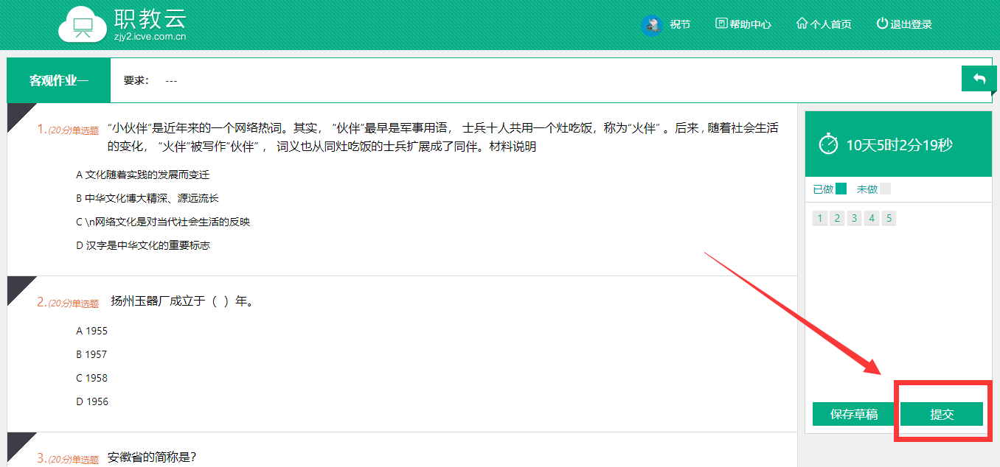 职教云
zjy2.icve.com.cn
祝节
帮助中心
个人首页
退出登录
客观作业一
要求： ---
1.(20分)单选题 “小伙伴”是近年来的一个网络热词。其实， “伙伴”最早是军事用语， 士兵十人共用一个灶吃饭，称为“火伴” 。后来 , 随着社会生活
的变化， “火伴”被写作“伙伴” ， 词义也从同灶吃饭的士兵扩展成了同伴。材料说明
A 文化随着实践的发展而变迁
B 中华文化博大精深、源远流长
C \n网络文化是对当代社会生活的反映
D 汉字是中华文化的重要标志
2.(20分)单选题 扬州玉器厂成立于（ ）年。
A 1955
B 1957
C 1958
D 1956
3.(20分)单选题 安徽省的简称是?
10天5时2分19秒
已做 未做
1 2 3 4 5
保存草稿 提交